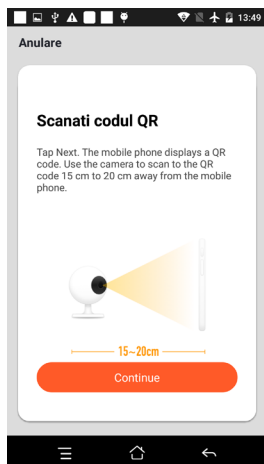 13:49
Anulare
Scanati codul QR
Tap Next. The mobile phone displays a QR
code. Use the camera to scan to the QR
code 15 cm to 20 cm away from the mobile
phone.
15~20cm
Continue